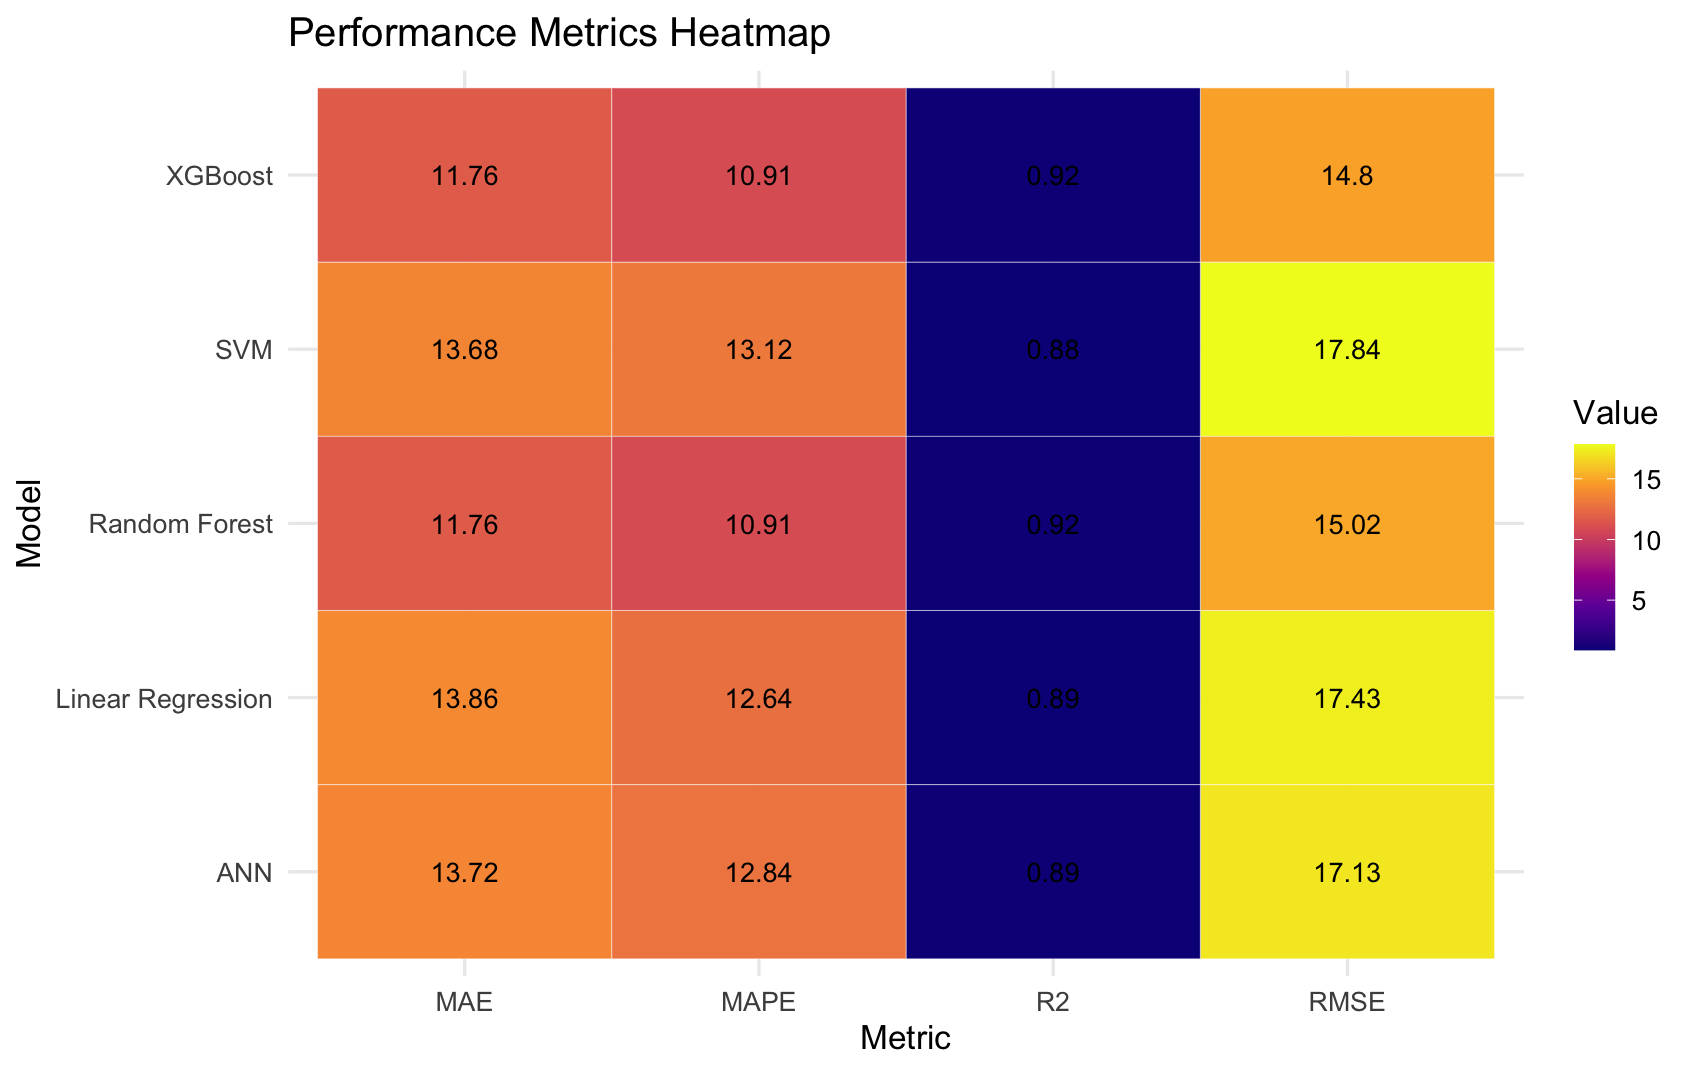 Performance Metrics Heatmap
XGBoost 11.76 10.91 0.92 14.8
SVM 13.68 13.12 0.88 17.84
Random Forest 11.76 10.91 0.92 15.02
Linear Regression 13.86 12.64 0.89 17.43
ANN 13.72 12.84 0.89 17.13
MAE MAPE R2 RMSE
Metric
Model
Value
15
10
5